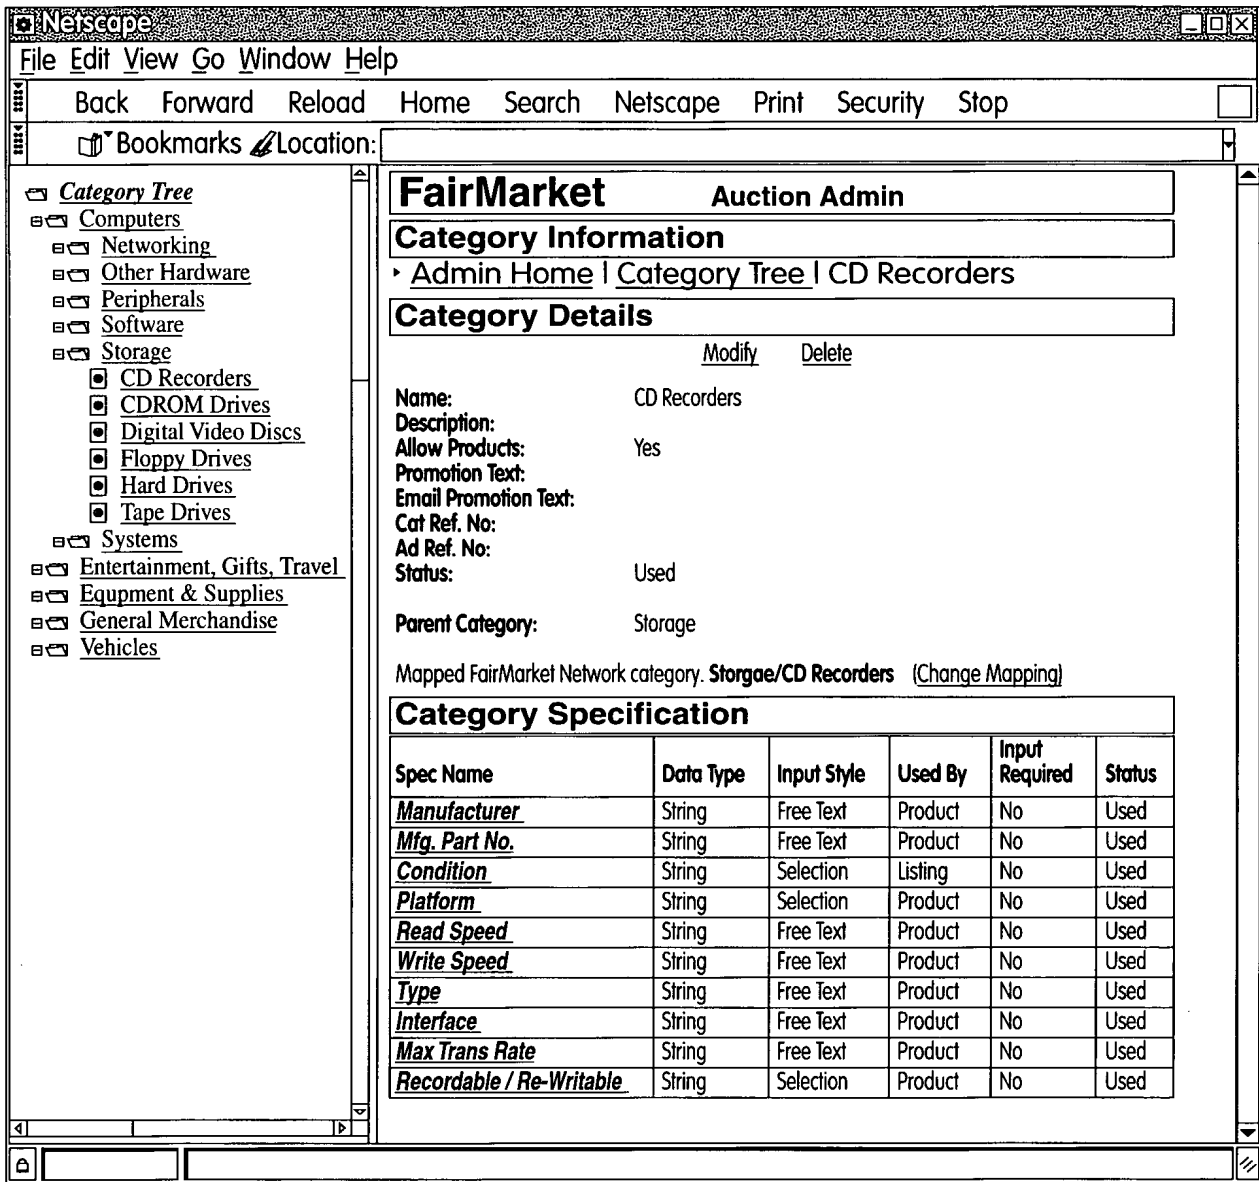 Netscape
File Edit View Go Window Help
Back Forward Reload Home Search Netscape Print Security Stop
Bookmarks Location:
Category Tree
Computers
Networking
Other Hardware
Peripherals
Software
Storage
CD Recorders
CDROM Drives
Digital Video Discs
Floppy Drives
Hard Drives
Tape Drives
Systems
Entertainment, Gifts, Travel
Equpment & Supplies
General Merchandise
Vehicles
FairMarket Auction Admin
Category Information
Admin Home | Category Tree | CD Recorders
Category Details
Modify Delete
Name: CD Recorders
Description:
Allow Products: Yes
Promotion Text:
Email Promotion Text:
Cat Ref. No:
Ad Ref. No:
Status: Used
Parent Category: Storage
Mapped FairMarket Network category. Storgae/CD Recorders (Change Mapping)
Category Specification
Spec Name Data Type Input Style Used By Input Required Status
Manufacturer String Free Text Product No Used
Mfg. Part No. String Free Text Product No Used
Condition String Selection Listing No Used
Platform String Selection Product No Used
Read Speed String Free Text Product No Used
Write Speed String Free Text Product No Used
Type String Free Text Product No Used
Interface String Free Text Product No Used
Max Trans Rate String Free Text Product No Used
Recordable / Re-Writable String Selection Product No Used